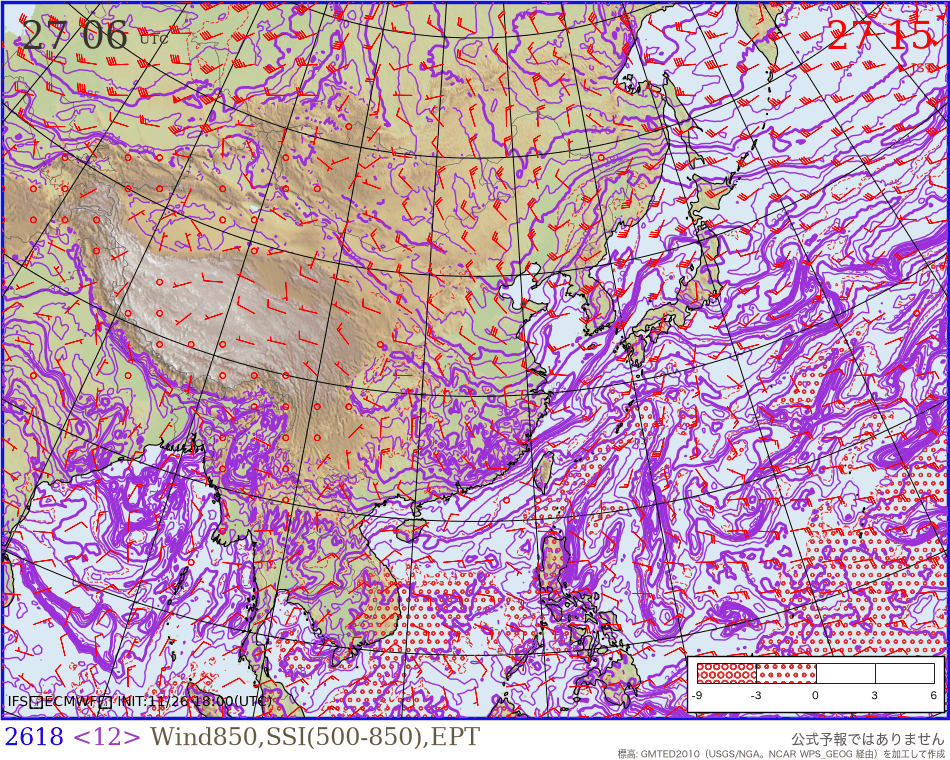 27 06 UTC
27 15 JST
IFS□ECMWF□ INIT:11/26 18:00(UTC)
-9 -3 0 3 6
2618 <12> Wind850,SSI(500-850),EPT
公式予報ではありません
標高: GMTED2010（USGS/NGA。NCAR WPS_GEOG 経由）を加工して作成